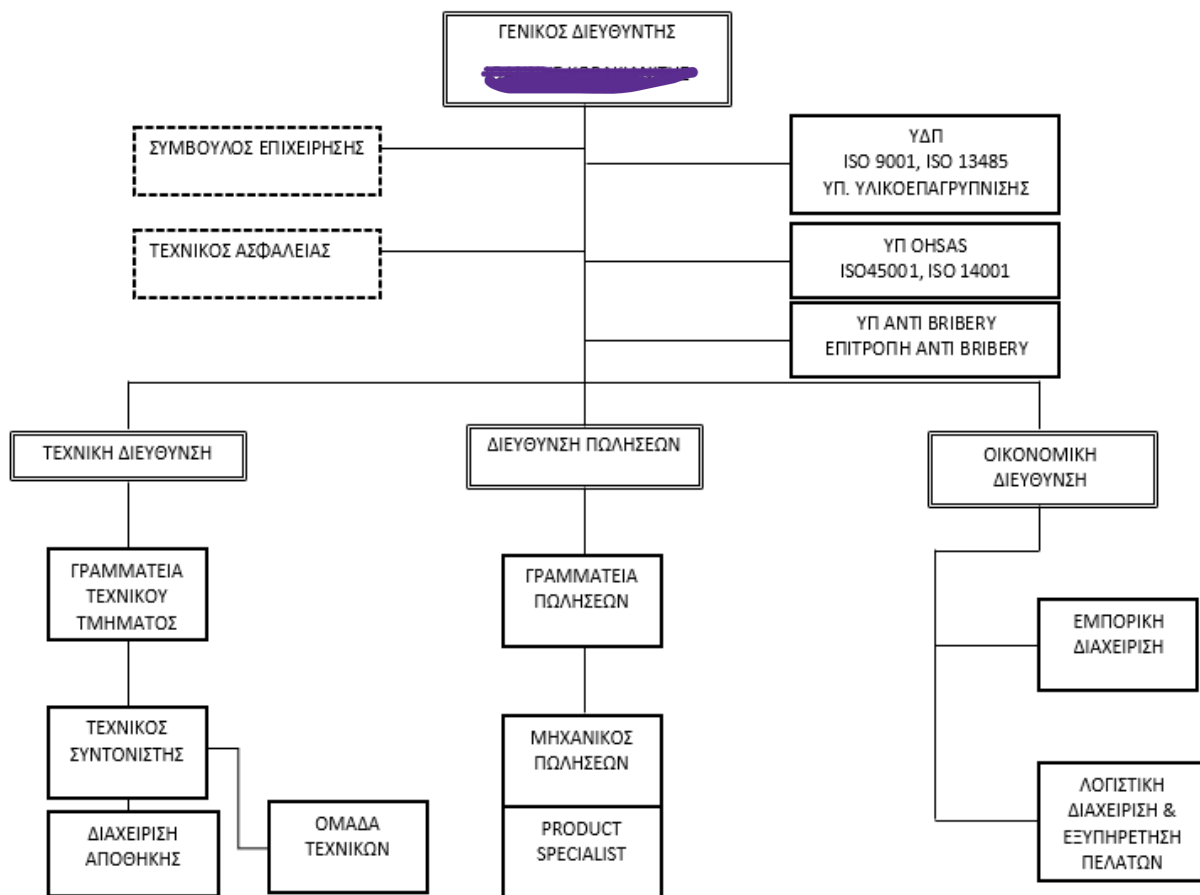 ΓΕΝΙΚΟΣ ΔΙΕΥΘΥΝΤΗΣ
ΣΥΜΒΟΥΛΟΣ ΕΠΙΧΕΙΡΗΣΗΣ
ΥΔΠ
ISO 9001, ISO 13485
ΥΠ. ΥΛΙΚΟΕΠΑΓΡΥΠΝΙΣΗΣ
ΤΕΧΝΙΚΟΣ ΑΣΦΑΛΕΙΑΣ
ΥΠ OHSAS
ISO45001, ISO 14001
ΥΠ ANTI BRIBERY
ΕΠΙΤΡΟΠΗ ANTI BRIBERY
ΤΕΧΝΙΚΗ ΔΙΕΥΘΥΝΣΗ
ΔΙΕΥΘΥΝΣΗ ΠΩΛΗΣΕΩΝ
ΟΙΚΟΝΟΜΙΚΗ
ΔΙΕΥΘΥΝΣΗ
ΓΡΑΜΜΑΤΕΙΑ
ΤΕΧΝΙΚΟΥ
ΤΜΗΜΑΤΟΣ
ΓΡΑΜΜΑΤΕΙΑ
ΠΩΛΗΣΕΩΝ
ΕΜΠΟΡΙΚΗ
ΔΙΑΧΕΙΡΙΣΗ
ΤΕΧΝΙΚΟΣ
ΣΥΝΤΟΝΙΣΤΗΣ
ΜΗΧΑΝΙΚΟΣ
ΠΩΛΗΣΕΩΝ
ΛΟΓΙΣΤΙΚΗ
ΔΙΑΧΕΙΡΙΣΗ &
ΕΞΥΠΗΡΕΤΗΣΗ
ΠΕΛΑΤΩΝ
ΔΙΑΧΕΙΡΙΣΗ
ΑΠΟΘΗΚΗΣ
ΟΜΑΔΑ
ΤΕΧΝΙΚΩΝ
PRODUCT
SPECIALIST